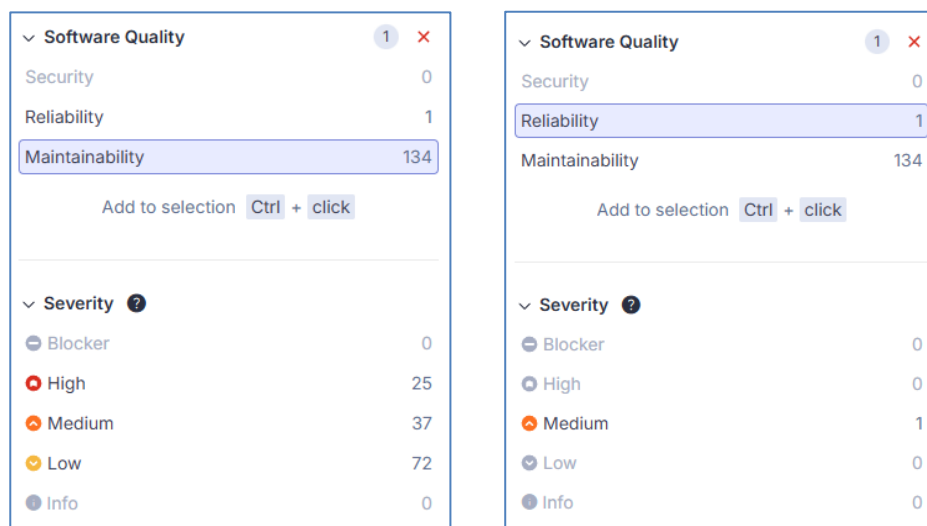 Software Quality 1
Security 0
Reliability 1
Maintainability 134
Add to selection Ctrl + click
Severity ?
Blocker 0
High 25
Medium 37
Low 72
Info 0
Software Quality 1
Security 0
Reliability 1
Maintainability 134
Add to selection Ctrl + click
Severity ?
Blocker 0
High 0
Medium 1
Low 0
Info 0